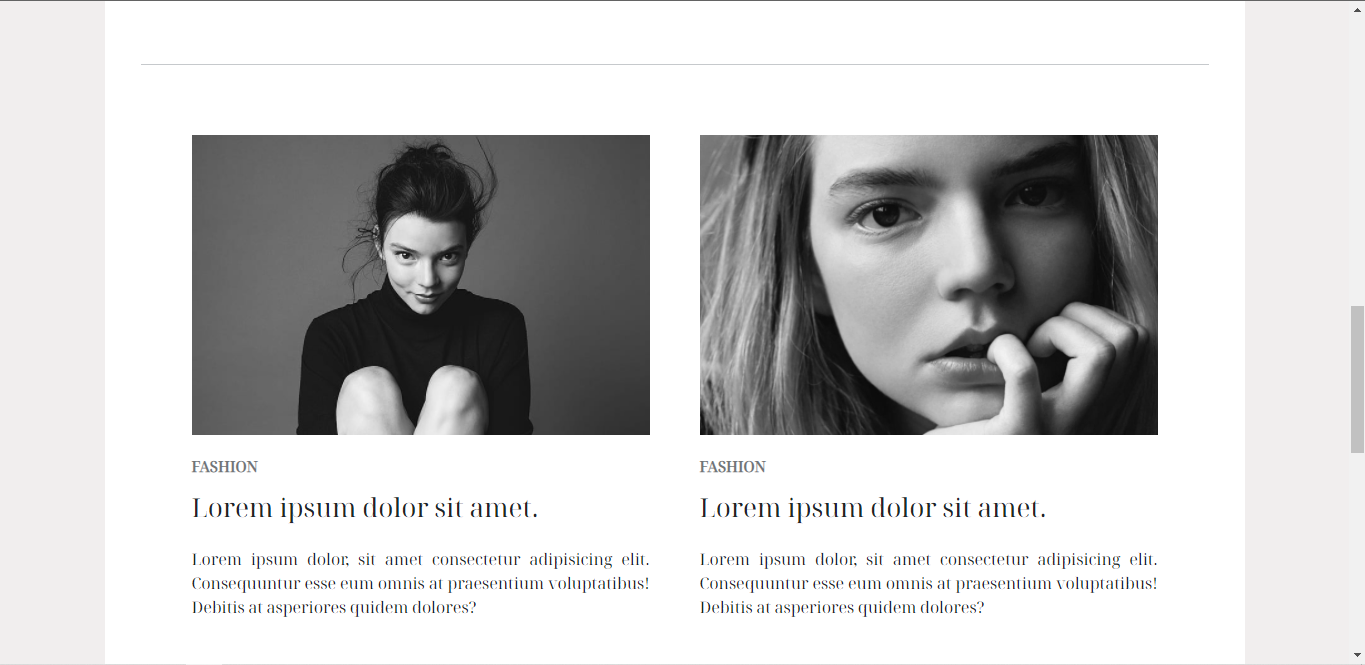 FASHION
Lorem ipsum dolor sit amet.
Lorem ipsum dolor, sit amet consectetur adipisicing elit.
Consequuntur esse eum omnis at praesentium voluptatibus!
Debitis at asperiores quidem dolores?
FASHION
Lorem ipsum dolor sit amet.
Lorem ipsum dolor, sit amet consectetur adipisicing elit.
Consequuntur esse eum omnis at praesentium voluptatibus!
Debitis at asperiores quidem dolores?